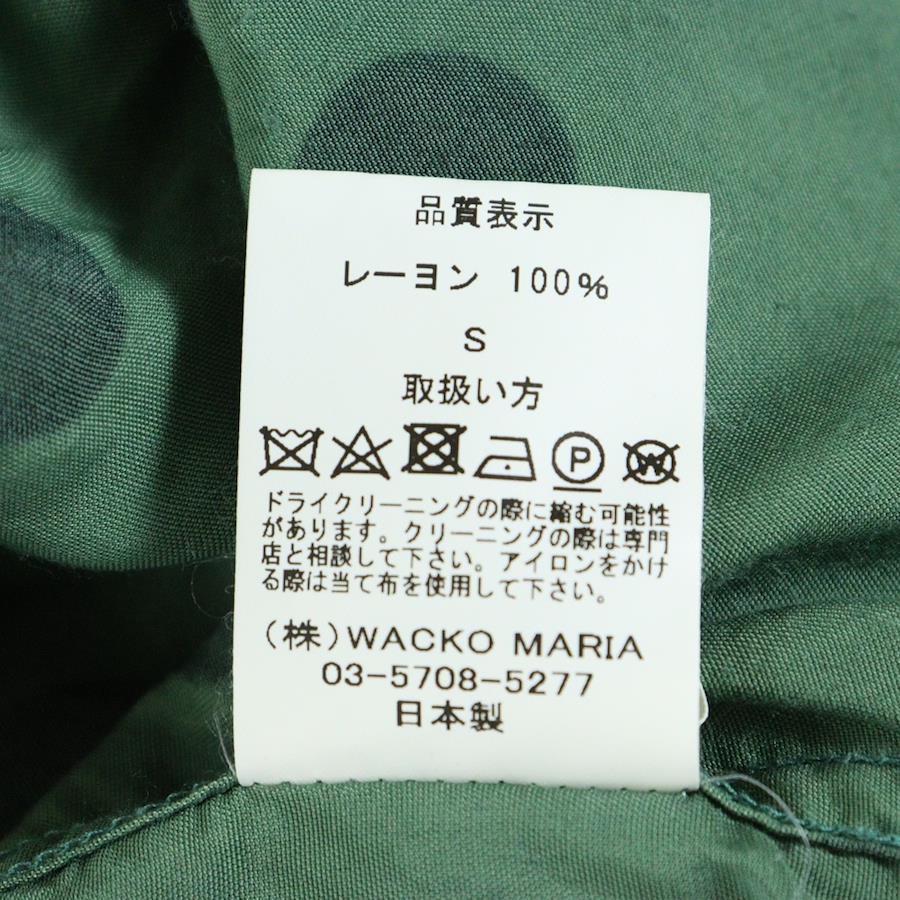 品質表示
レーヨン 100%
S
取扱い方
P W
ドライクリーニングの際に縮む可能性
があります。クリーニングの際は専門
店と相談して下さい。アイロンをかけ
る際は当て布を使用して下さい。
(株)WACKO MARIA
03-5708-5277
日本製